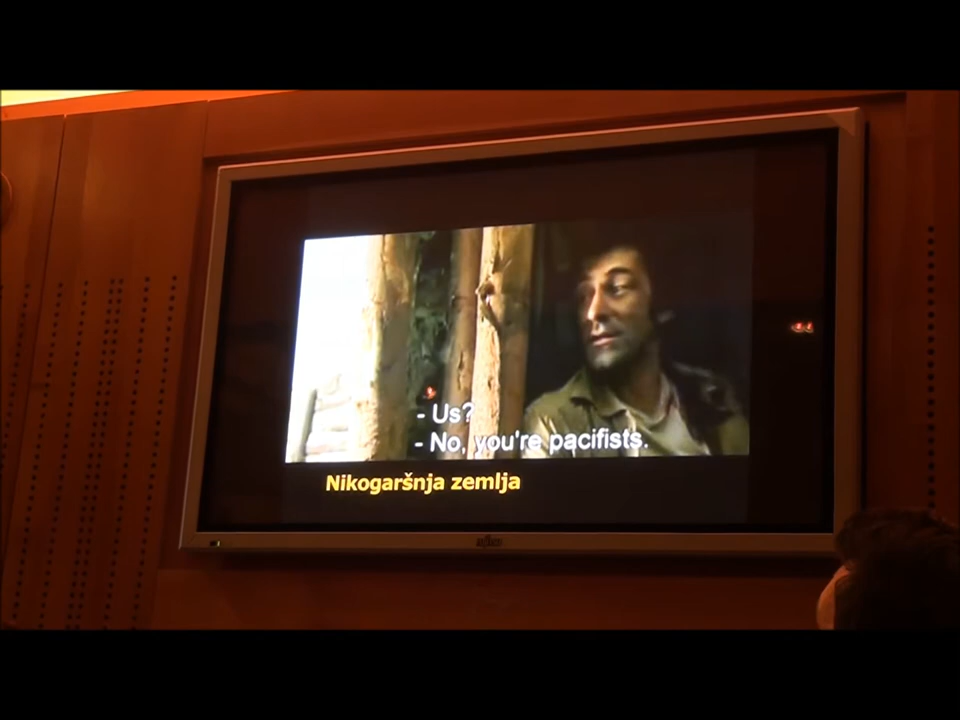 - Us?
- No, you're pacifists.
Nikogaršnja zemlja